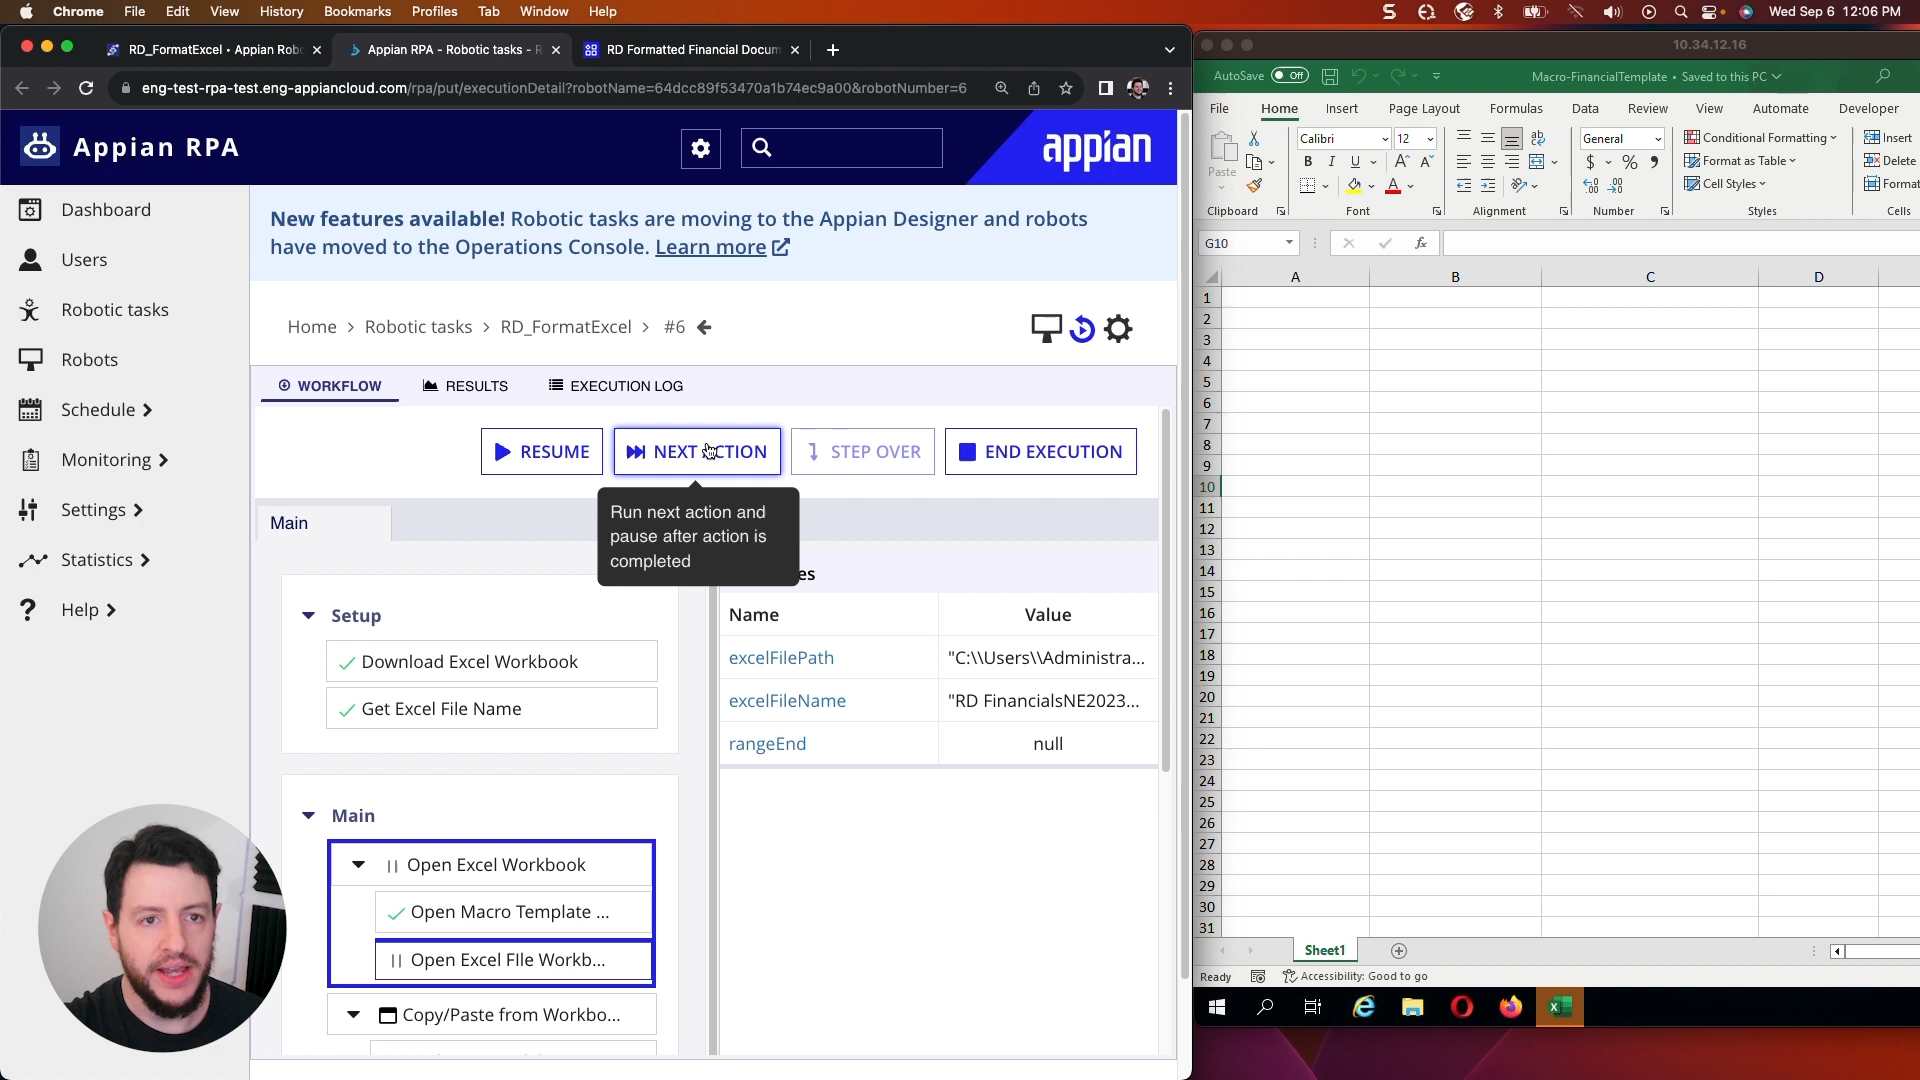 Chrome File Edit View History Bookmarks Profiles Tab Window Help
Wed Sep 6 12:06 PM
RD_FormatExcel • Appian Rob
Appian RPA - Robotic tasks - R
RD Formatted Financial Docum
eng-test-rpa-test.eng-appiancloud.com/rpa/put/executionDetail?robotName=64dcc89f53470a1b74ec9a00&robotNumber=6
Appian RPA
appian
Dashboard
Users
Robotic tasks
Robots
Schedule
Monitoring
Settings
Statistics
Help
New features available! Robotic tasks are moving to the Appian Designer and robots
have moved to the Operations Console. Learn more
Home > Robotic tasks > RD_FormatExcel > #6
WORKFLOW
RESULTS
EXECUTION LOG
RESUME
NEXT ACTION
STEP OVER
END EXECUTION
Run next action and
pause after action is
completed
Main
Setup
Download Excel Workbook
Get Excel File Name
Main
Open Excel Workbook
Open Macro Template ...
Open Excel FIle Workb...
Copy/Paste from Workbo...
es
Name Value
excelFilePath "C:\\Users\\Administra...
excelFileName "RD FinancialsNE2023...
rangeEnd null
10.34.12.16
AutoSave Off
Macro-FinancialTemplate • Saved to this PC
File Home Insert Page Layout Formulas Data Review View Automate Developer
Paste
Clipboard
Calibri 12
B I U
Font
ab
Alignment
General
$ % 9
Number
Conditional Formatting
Format as Table
Cell Styles
Styles
Insert
Delete
Format
Cells
G10
fx
A B C D
1
2
3
4
5
6
7
8
9
10
11
12
13
14
15
16
17
18
19
20
21
22
23
24
25
26
27
28
29
30
31
Sheet1
Ready
Accessibility: Good to go